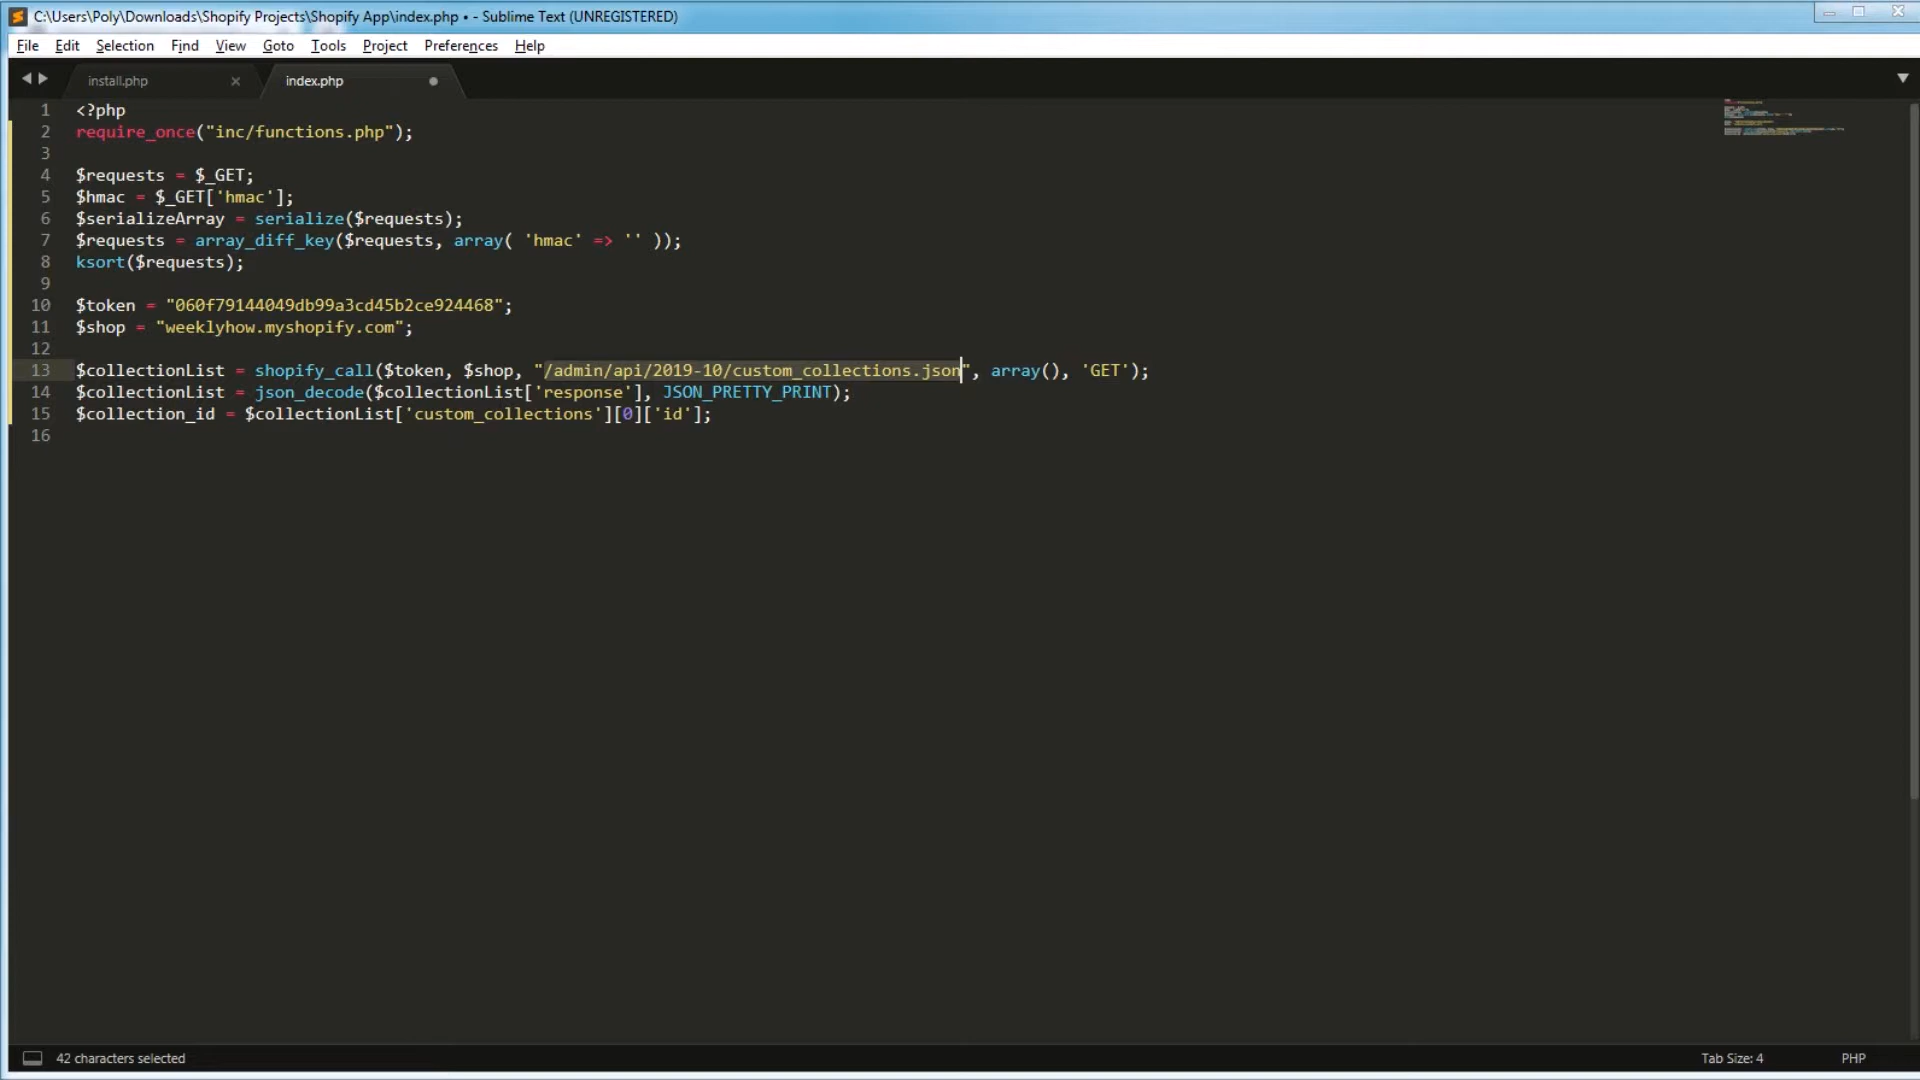 C:\Users\Poly\Downloads\Shopify Projects\Shopify App\index.php • - Sublime Text (UNREGISTERED)
File Edit Selection Find View Goto Tools Project Preferences Help
install.php index.php
1 <?php
2 require_once("inc/functions.php");
3
4 $requests = $_GET;
5 $hmac = $_GET['hmac'];
6 $serializeArray = serialize($requests);
7 $requests = array_diff_key($requests, array( 'hmac' => '' ));
8 ksort($requests);
9
10 $token = "060f79144049db99a3cd45b2ce924468";
11 $shop = "weeklyhow.myshopify.com";
12
13 $collectionList = shopify_call($token, $shop, "/admin/api/2019-10/custom_collections.json", array(), 'GET');
14 $collectionList = json_decode($collectionList['response'], JSON_PRETTY_PRINT);
15 $collection_id = $collectionList['custom_collections'][0]['id'];
16
42 characters selected Tab Size: 4 PHP